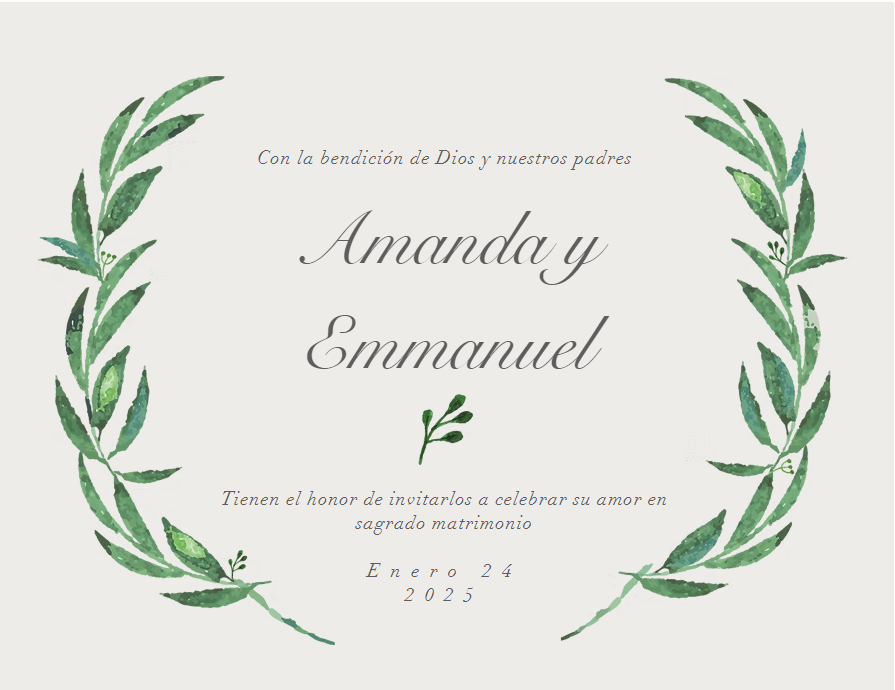 Con la bendición de Dios y nuestros padres
Amanda y
Emmanuel
Tienen el honor de invitarlos a celebrar su amor en
sagrado matrimonio
Enero 24
2025